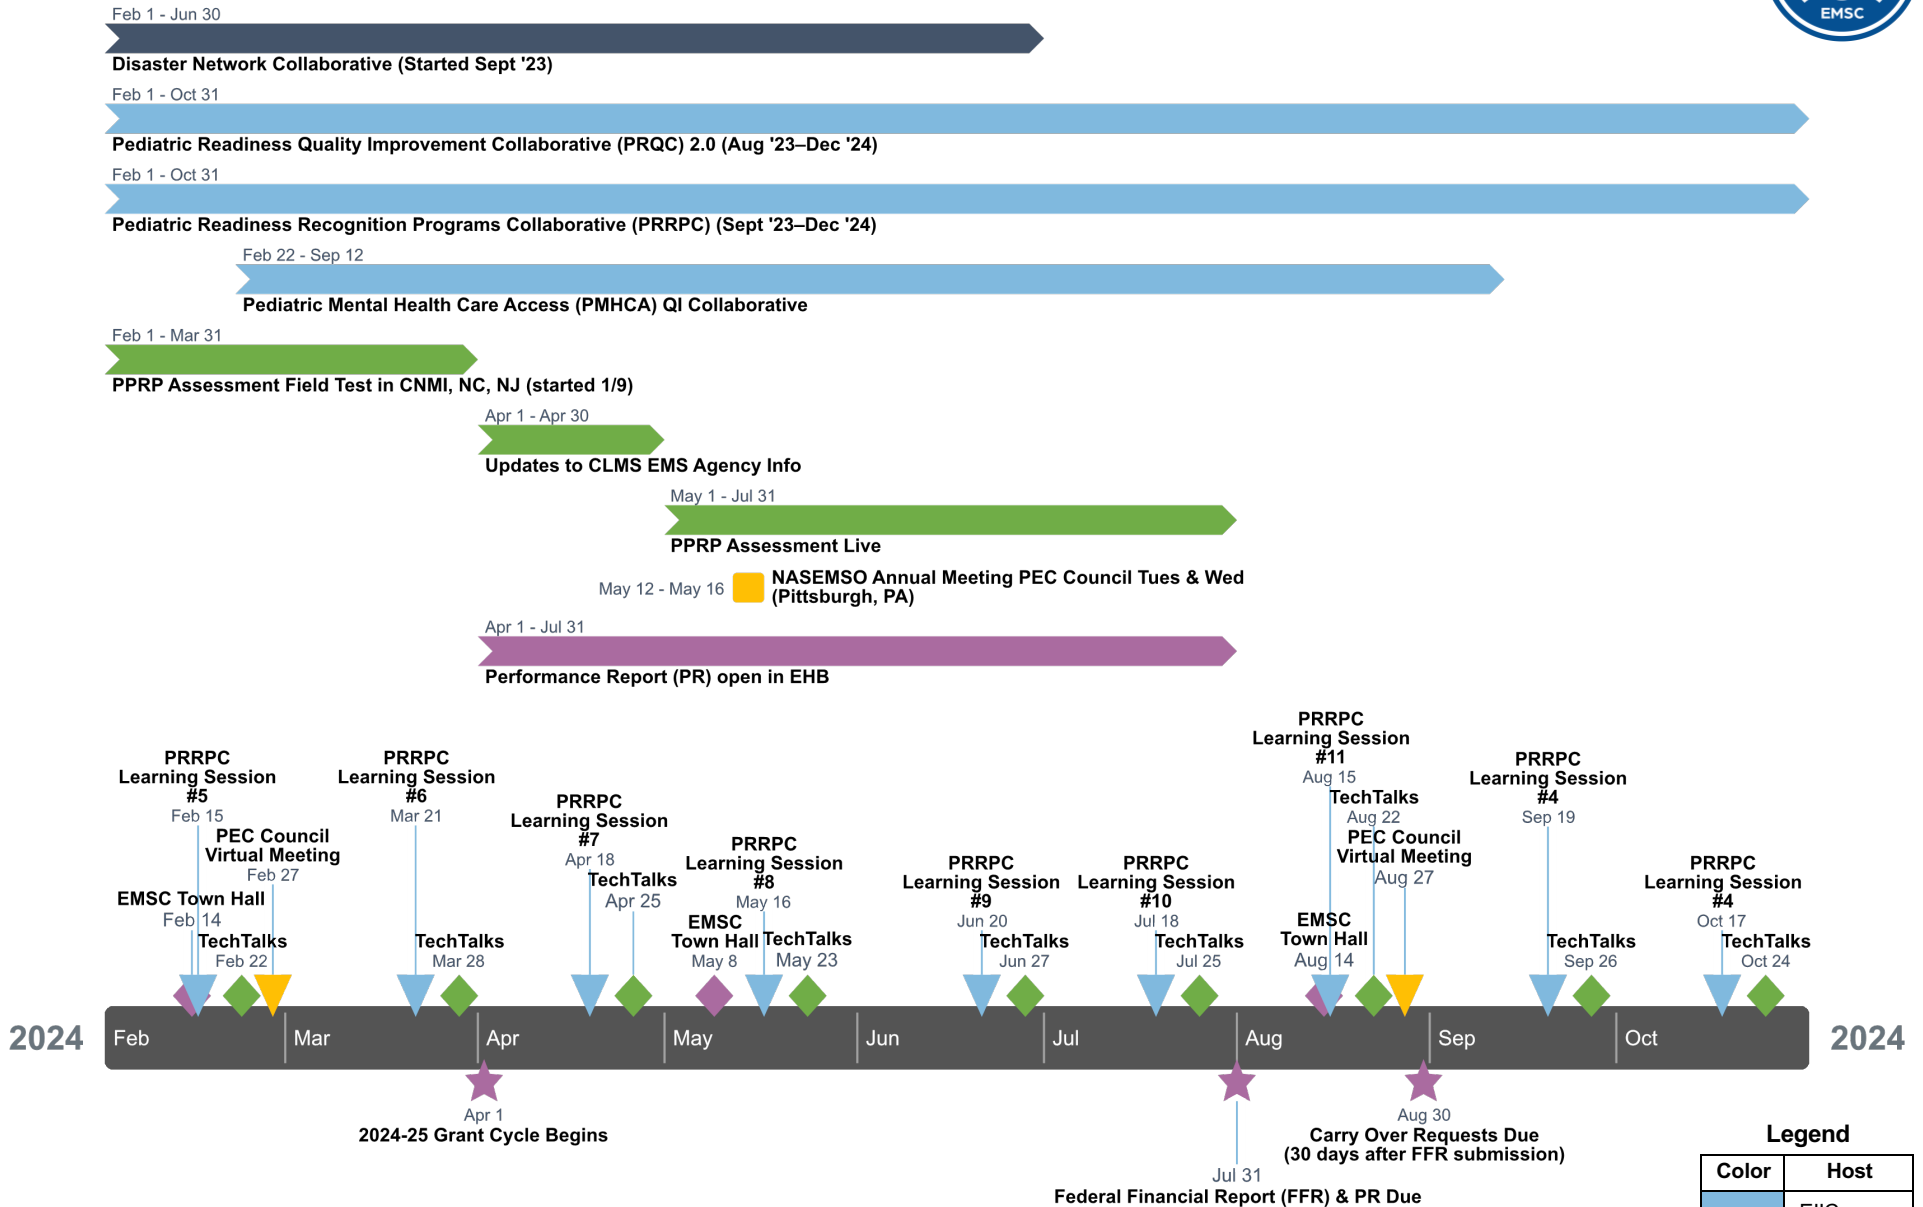 EMSC
Feb 1 - Jun 30
Disaster Network Collaborative (Started Sept '23)
Feb 1 - Oct 31
Pediatric Readiness Quality Improvement Collaborative (PRQC) 2.0 (Aug '23–Dec '24)
Feb 1 - Oct 31
Pediatric Readiness Recognition Programs Collaborative (PRRPC) (Sept '23–Dec '24)
Feb 22 - Sep 12
Pediatric Mental Health Care Access (PMHCA) QI Collaborative
Feb 1 - Mar 31
PPRP Assessment Field Test in CNMI, NC, NJ (started 1/9)
Apr 1 - Apr 30
Updates to CLMS EMS Agency Info
May 1 - Jul 31
PPRP Assessment Live
May 12 - May 16
NASEMSO Annual Meeting PEC Council Tues & Wed
(Pittsburgh, PA)
Apr 1 - Jul 31
Performance Report (PR) open in EHB
EMSC Town Hall
Feb 14
PRRPC
Learning Session
#5
Feb 15
TechTalks
Feb 22
PEC Council
Virtual Meeting
Feb 27
PRRPC
Learning Session
#6
Mar 21
TechTalks
Mar 28
PRRPC
Learning Session
#7
Apr 18
TechTalks
Apr 25
EMSC
Town Hall
May 8
PRRPC
Learning Session
#8
May 16
TechTalks
May 23
PRRPC
Learning Session
#9
Jun 20
TechTalks
Jun 27
PRRPC
Learning Session
#10
Jul 18
TechTalks
Jul 25
EMSC
Town Hall
Aug 14
PRRPC
Learning Session
#11
Aug 15
TechTalks
Aug 22
PEC Council
Virtual Meeting
Aug 27
PRRPC
Learning Session
#4
Sep 19
TechTalks
Sep 26
PRRPC
Learning Session
#4
Oct 17
TechTalks
Oct 24
2024 Feb Mar Apr May Jun Jul Aug Sep Oct 2024
Apr 1
2024-25 Grant Cycle Begins
Jul 31
Federal Financial Report (FFR) & PR Due
Aug 30
Carry Over Requests Due
(30 days after FFR submission)
Legend
Color Host